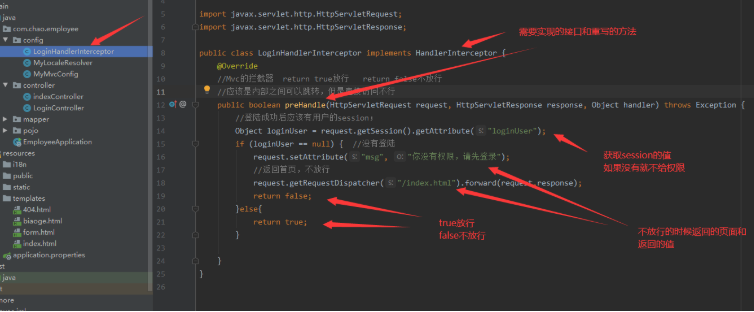 ain
java
com.chao.employee
config
LoginHandlerInterceptor
MyLocaleResolver
MyMvcConfig
controller
indexController
LoginController
mapper
pojo
EmployeeApplication
resources
i18n
public
static
templates
404.html
biaoge.html
form.html
index.html
application.properties
st
java
more
5 import javax.servlet.http.HttpServletRequest;
6 import javax.servlet.http.HttpServletResponse;
需要实现的接口和重写的方法
8 public class LoginHandlerInterceptor implements HandlerInterceptor {
9 @Override
10 //Mvc的拦截器 return true放行 return false不放行
11 //应该是内部之间可以跳转，但是
12 public boolean preHandle(HttpServletRequest request, HttpServletResponse response, Object handler) throws Exception {
13 //登陆成功后应该有用户的session；
14 Object loginUser = request.getSession().getAttribute( s: "loginUser");
15 if (loginUser == null) { //没有登陆
16 request.setAttribute( s: "msg", o: "你没有权限，请先登录");
17 //返回首页，不放行
18 request.getRequestDispatcher( s: "/index.html").forward(request,response);
19 return false;
20 }else{
21 return true;
22 }
23
24 }
25 }
26
获取session的值
如果没有就不给权限
true放行
false不放行
不放行的时候返回的页面和
返回的值